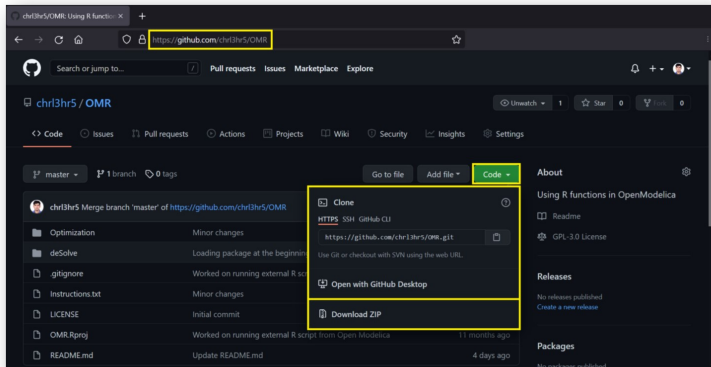 chrl3hr5/OMR: Using R function
https://github.com/chrl3hr5/OMR
Search or jump to...
/
Pull requests Issues Marketplace Explore
chrl3hr5 / OMR
Unwatch 1 Star 0 Fork 0
Code Issues Pull requests Actions Projects Wiki Security Insights Settings
master 1 branch 0 tags Go to file Add file Code
chrl3hr5 Merge branch 'master' of https://github.com/chrl3hr5/OMR
Optimization Minor changes
deSolve Loading package at the beginning
.gitignore Worked on running external R scr
Instructions.txt Minor changes
LICENSE Initial commit
OMR.Rproj Worked on running external R script from Open Modelica 11 months ago
README.md Update README.md 4 days ago
Clone
HTTPS SSH GitHub CLI
https://github.com/chrl3hr5/OMR.git
Use Git or checkout with SVN using the web URL.
Open with GitHub Desktop
Download ZIP
About
Using R functions in OpenModelica
Readme
GPL-3.0 License
Releases
No releases published
Create a new release
Packages
No packages published